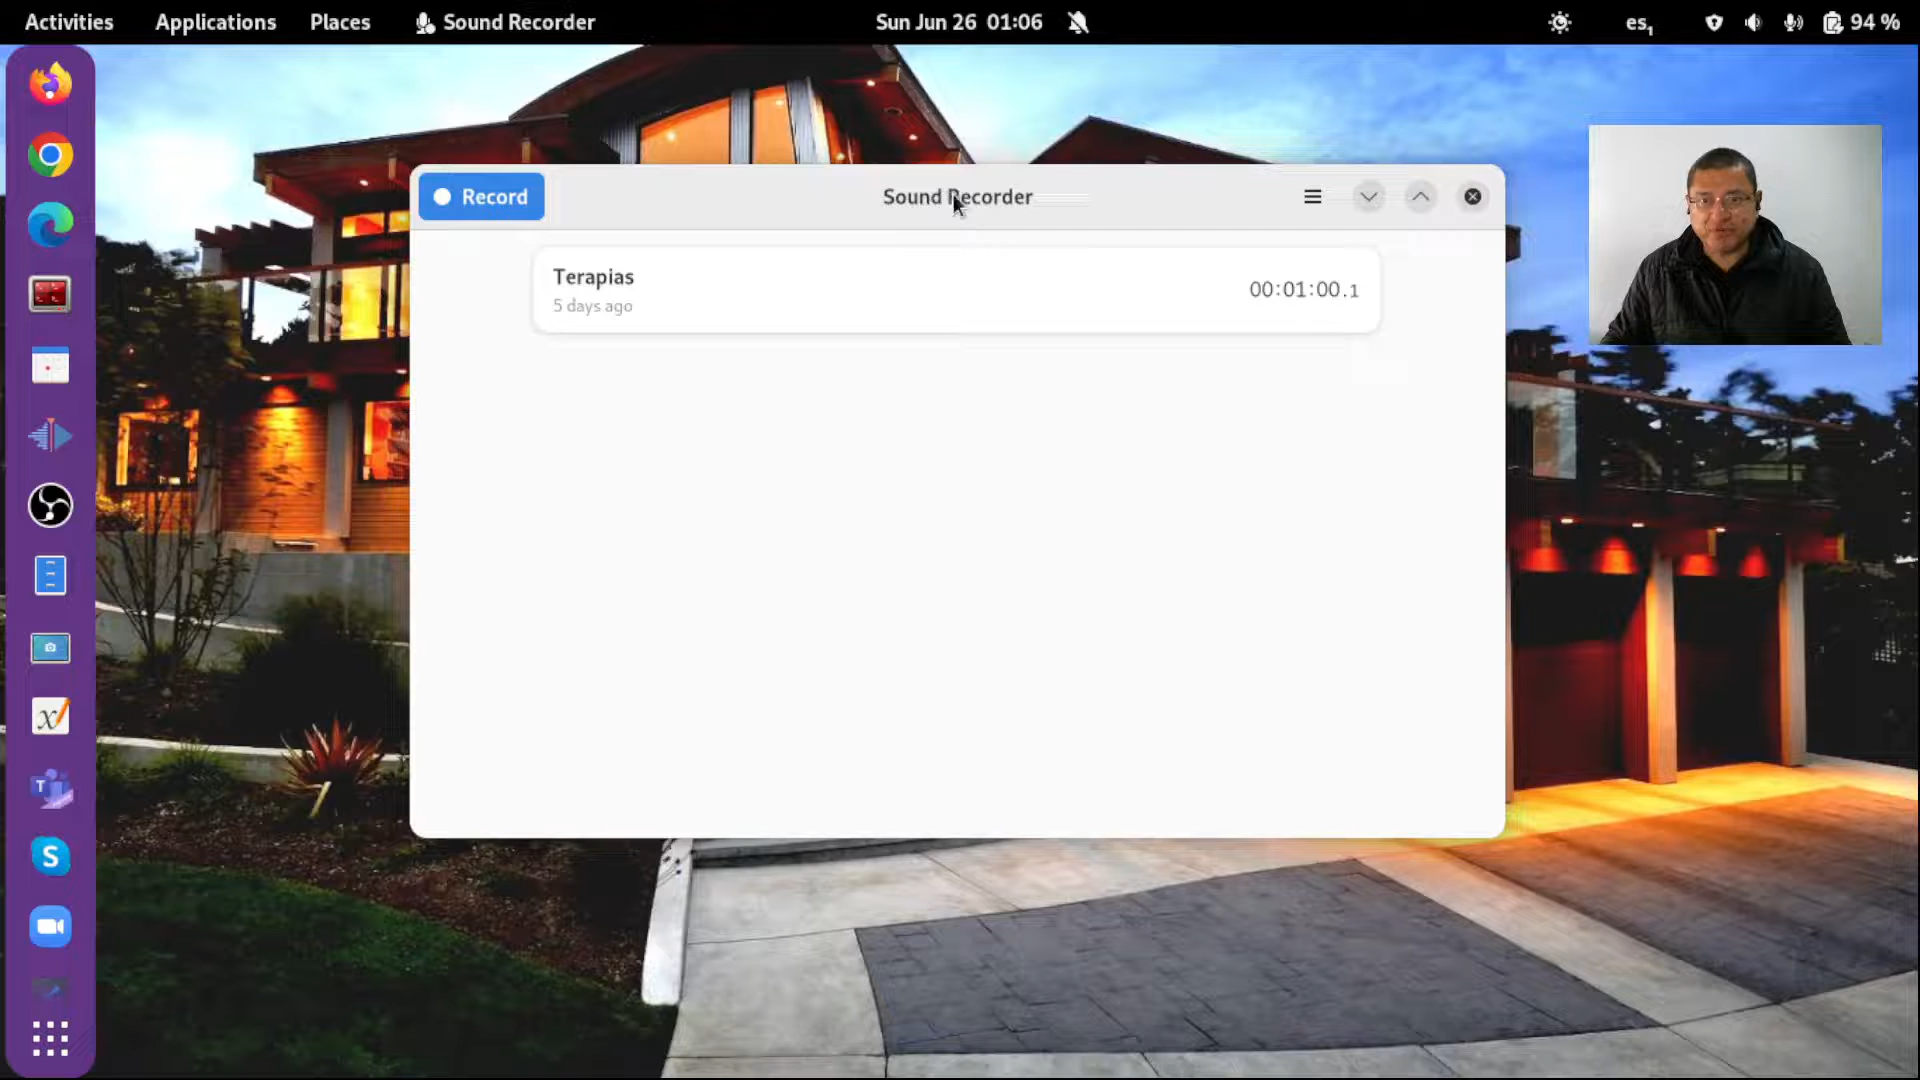 Activities Applications Places Sound Recorder Sun Jun 26 01:06 es₁ 94 %
Record Sound Recorder
Terapias 00:01:00.1
5 days ago